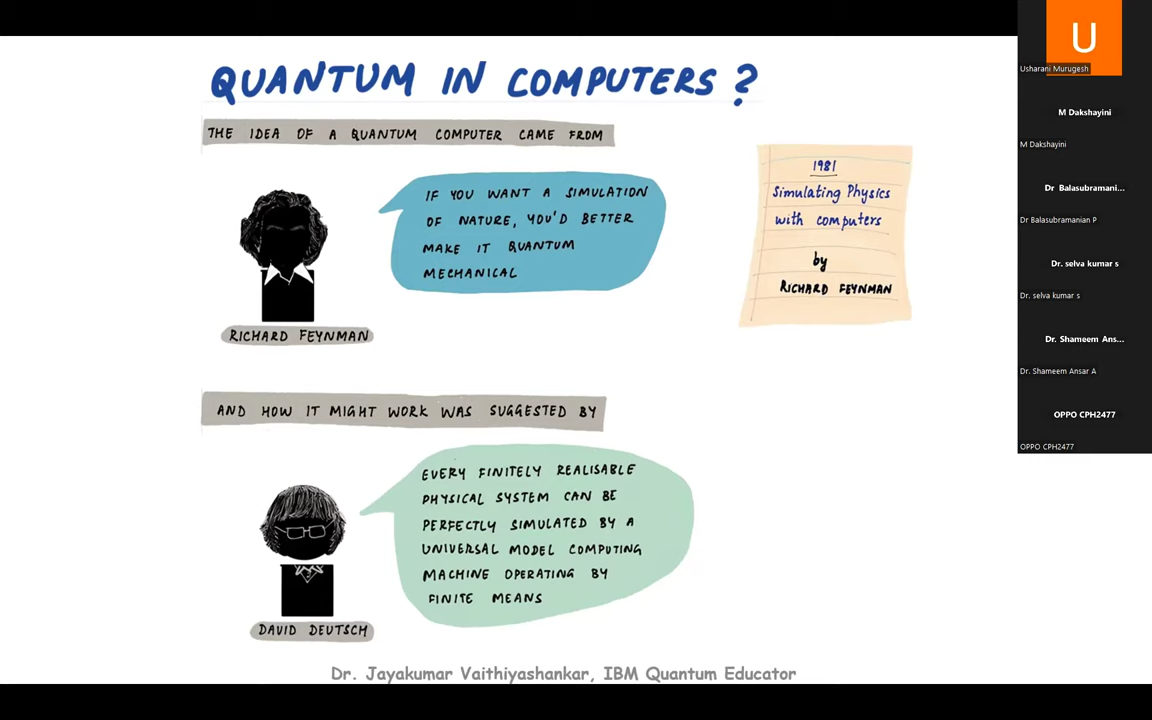 QUANTUM IN COMPUTERS ?
THE IDEA OF A QUANTUM COMPUTER CAME FROM
IF YOU WANT A SIMULATION
OF NATURE, YOU'D BETTER
MAKE IT QUANTUM
MECHANICAL
RICHARD FEYNMAN
1981
Simulating Physics
with computers
by
RICHARD FEYNMAN
AND HOW IT MIGHT WORK WAS SUGGESTED BY
EVERY FINITELY REALISABLE
PHYSICAL SYSTEM CAN BE
PERFECTLY SIMULATED BY A
UNIVERSAL MODEL COMPUTING
MACHINE OPERATING BY
FINITE MEANS
DAVID DEUTSCH
Dr. Jayakumar Vaithiyashankar, IBM Quantum Educator
U
Usharani Murugesh
M Dakshayini
M Dakshayini
Dr Balasubramani...
Dr Balasubramanian P
Dr. selva kumar s
Dr. selva kumar s
Dr. Shameem Ans...
Dr. Shameem Ansar A
OPPO CPH2477
OPPO CPH2477